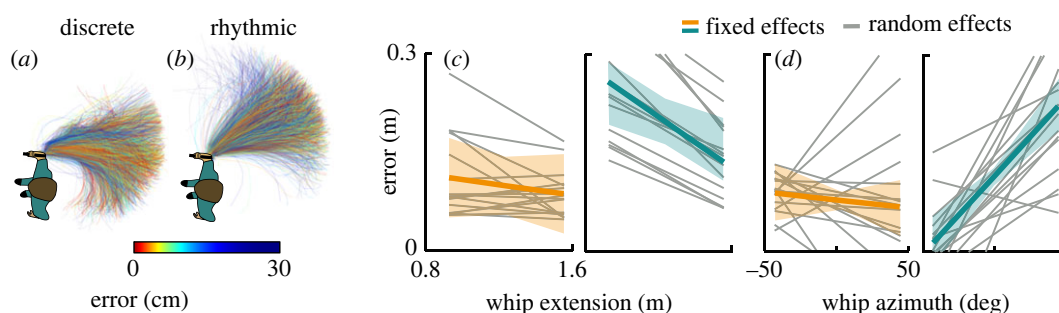 discrete
rhythmic
fixed effects
random effects
(a)
(b)
(c)
(d)
0.3
error (m)
0
0.8
1.6
–50
50
whip extension (m)
whip azimuth (deg)
0
30
error (cm)